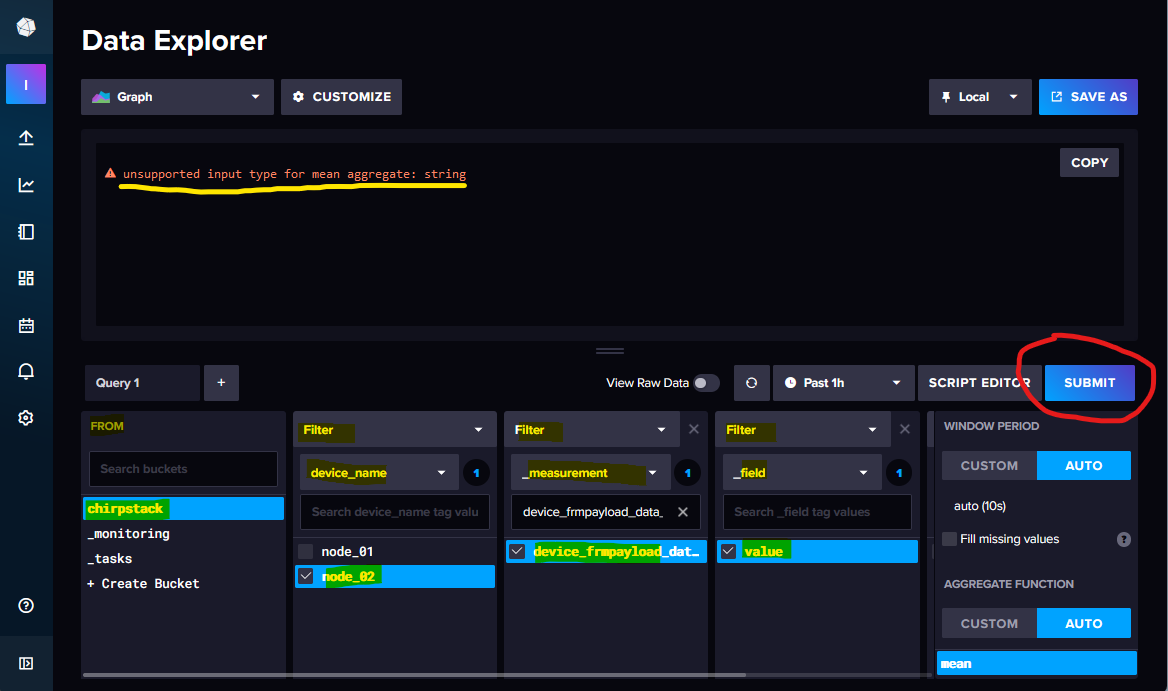 Data Explorer
I
Graph
CUSTOMIZE
Local
SAVE AS
unsupported input type for mean aggregate: string
COPY
Query 1
+
View Raw Data
Past 1h
SCRIPT EDITOR
SUBMIT
FROM
Search buckets
chirpstack
_monitoring
_tasks
+ Create Bucket
Filter
device_name
1
Search device_name tag valu
node_01
node_02
Filter
_measurement
1
device_frmpayload_data_
device_frmpayload_dat…
Filter
_field
1
Search _field tag values
value
WINDOW PERIOD
CUSTOM
AUTO
auto (10s)
Fill missing values
?
AGGREGATE FUNCTION
CUSTOM
AUTO
mean